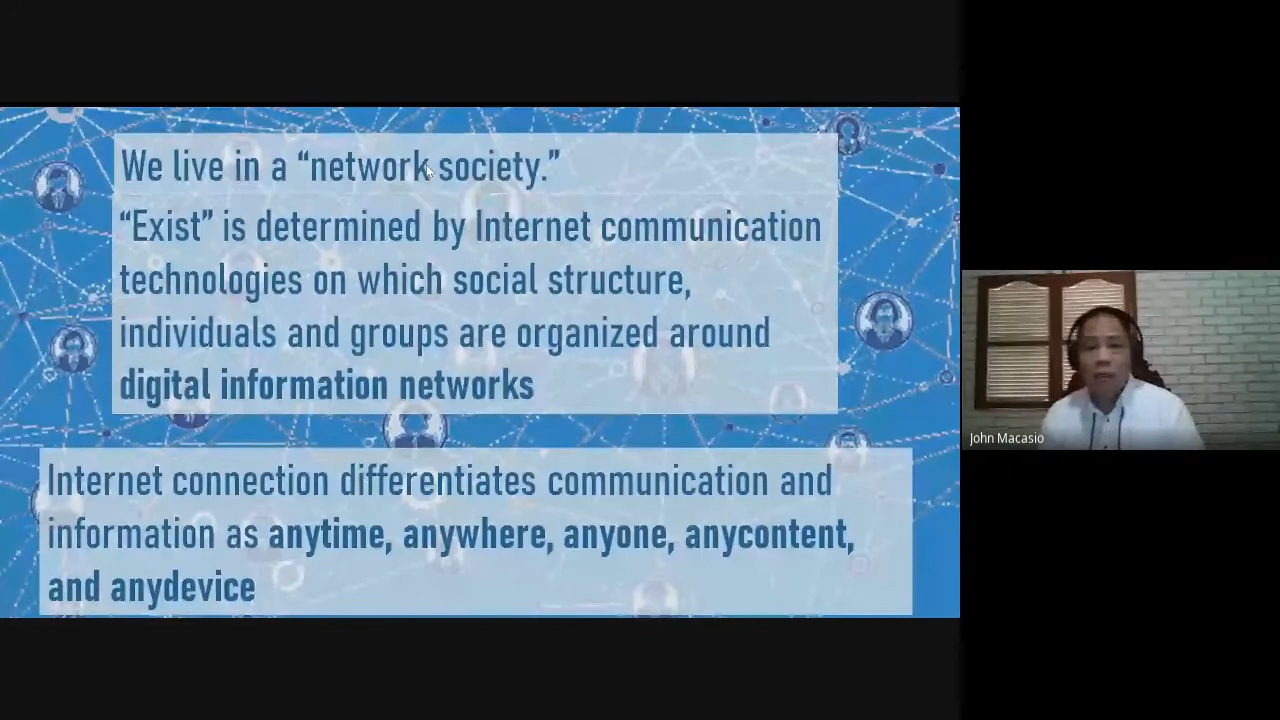 We live in a “network society.”
“Exist” is determined by Internet communication
technologies on which social structure,
individuals and groups are organized around
digital information networks
Internet connection differentiates communication and
information as anytime, anywhere, anyone, anycontent,
and anydevice
John Macasio